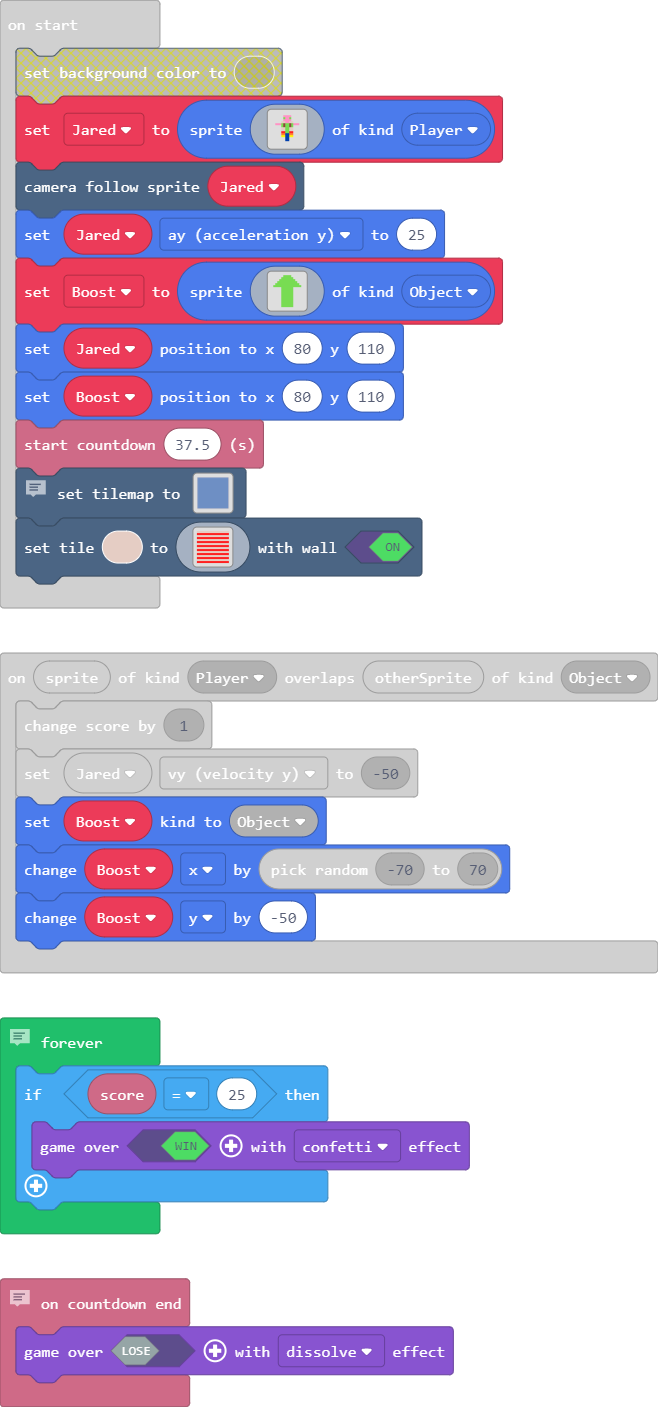 on start
set background color to
set Jared to sprite of kind Player
camera follow sprite Jared
set Jared ay (acceleration y) to 25
set Boost to sprite of kind Object
set Jared position to x 80 y 110
set Boost position to x 80 y 110
start countdown 37.5 (s)
set tilemap to
set tile to with wall ON
on sprite of kind Player overlaps otherSprite of kind Object
change score by 1
set Jared vy (velocity y) to -50
set Boost kind to Object
change Boost x by pick random -70 to 70
change Boost y by -50
forever
if score = 25 then
game over WIN with confetti effect
on countdown end
game over LOSE with dissolve effect